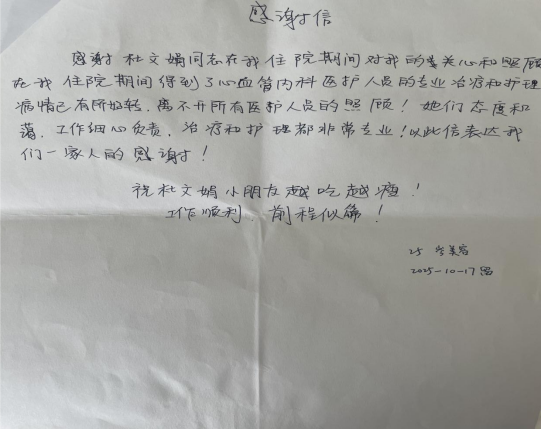 感谢信
感谢杜文娟同志在我住院期间对我的关心和照顾
在我住院期间得到了心血管内科医护人员的专业治疗和护理
病情已有所好转，离不开所有医护人员的照顾！她们态度和
蔼，工作细心负责，治疗和护理都非常专业！以此信表达我
们一家人的感谢！
祝杜文娟小朋友越吃越瘦！
工作顺利，前程似锦！
25 李美容
2025-10-17日